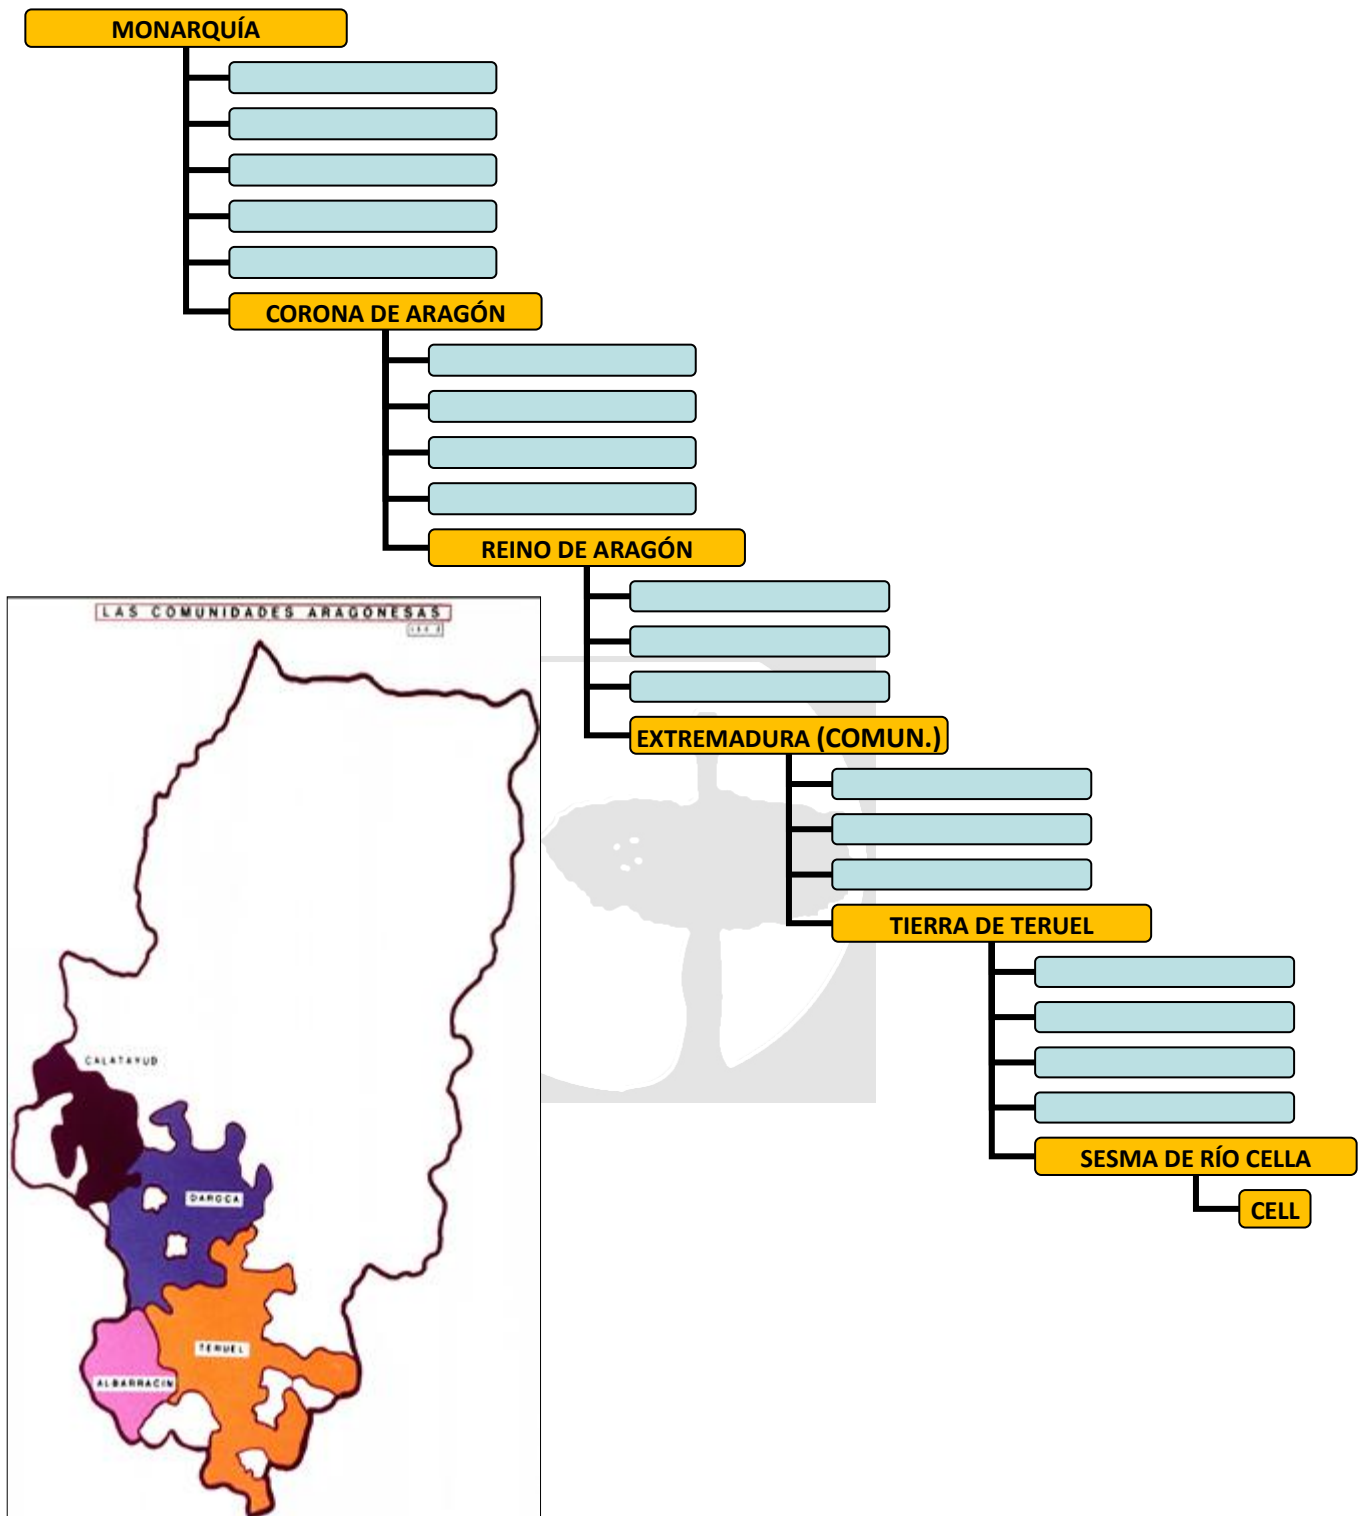 MONARQUÍA
CORONA DE ARAGÓN
REINO DE ARAGÓN
EXTREMADURA (COMUN.)
TIERRA DE TERUEL
SESMA DE RÍO CELLA
CELL
LAS COMUNIDADES ARAGONESAS
CALATAYUD
DAROCA
TERUEL
ALBARRACIN